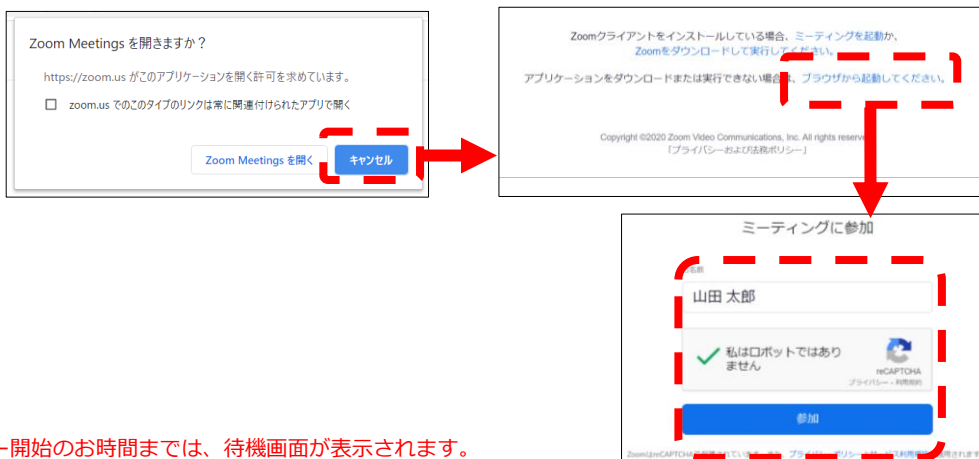 Zoom Meetings を開きますか？
https://zoom.us がこのアプリケーションを開く許可を求めています。
zoom.us でのこのタイプのリンクは常に関連付けられたアプリで開く
Zoom Meetings を開く
キャンセル
Zoomクライアントをインストールしている場合、ミーティングを起動か、
Zoomをダウンロードして実行してください。
アプリケーションをダウンロードまたは実行できない場合は、ブラウザから起動してください。
Copyright ©2020 Zoom Video Communications, Inc. All rights reserve
「プライバシーおよび法務ポリシー」
ミーティングに参加
名前
山田 太郎
私はロボットではあり
ません
reCAPTCHA
プライバシー - 利用規約
参加
ー開始のお時間までは、待機画面が表示されます。